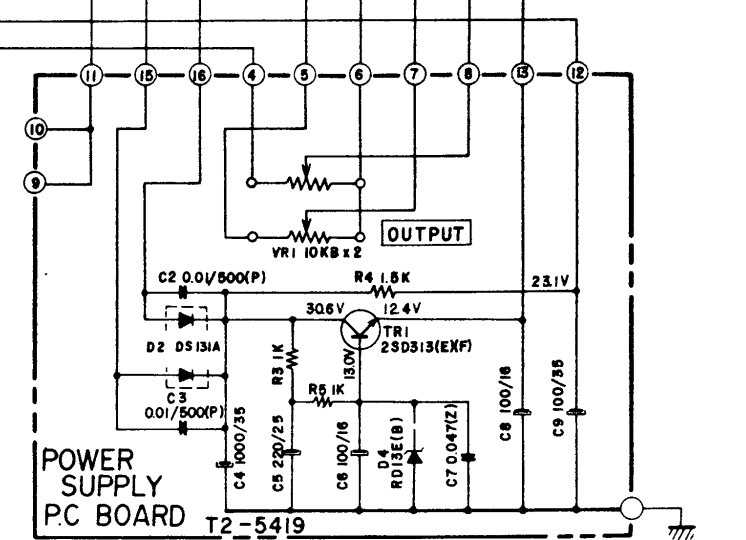 11 15 16 4 5 6 7 8 13 12
10
9
OUTPUT
VR1 10KB x 2
C2 0.01/500(P)
R4 1.5K
23.1V
30.6V
12.4V
TR1
2SD313(E)(F)
D2 DS131A
R3 1K
13.0V
C3
0.01/500(P)
R5 1K
C4 1000/35
C5 220/25
C6 100/16
D4
RD13E(B)
C7 0.047(Z)
C8 100/16
C9 100/35
POWER
SUPPLY
P.C BOARD
T2-5419